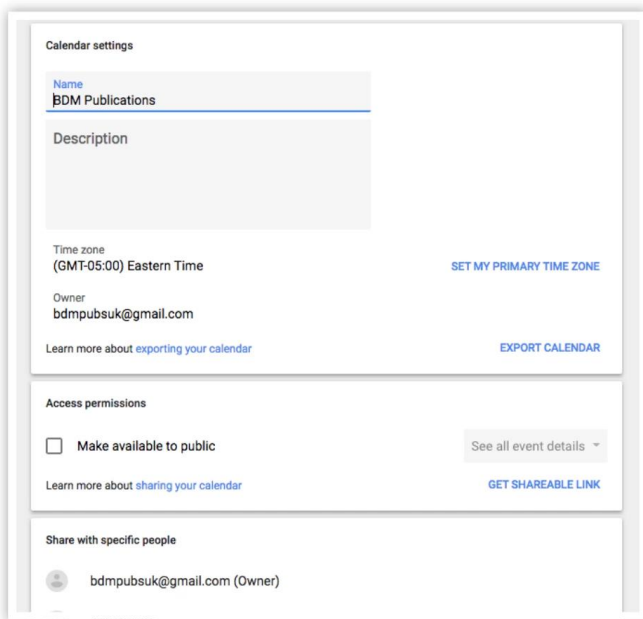 Calendar settings
Name
BDM Publications
Description
Time zone
(GMT-05:00) Eastern Time
SET MY PRIMARY TIME ZONE
Owner
bdmpubsuk@gmail.com
Learn more about exporting your calendar
EXPORT CALENDAR
Access permissions
Make available to public
See all event details
Learn more about sharing your calendar
GET SHAREABLE LINK
Share with specific people
bdmpubsuk@gmail.com (Owner)